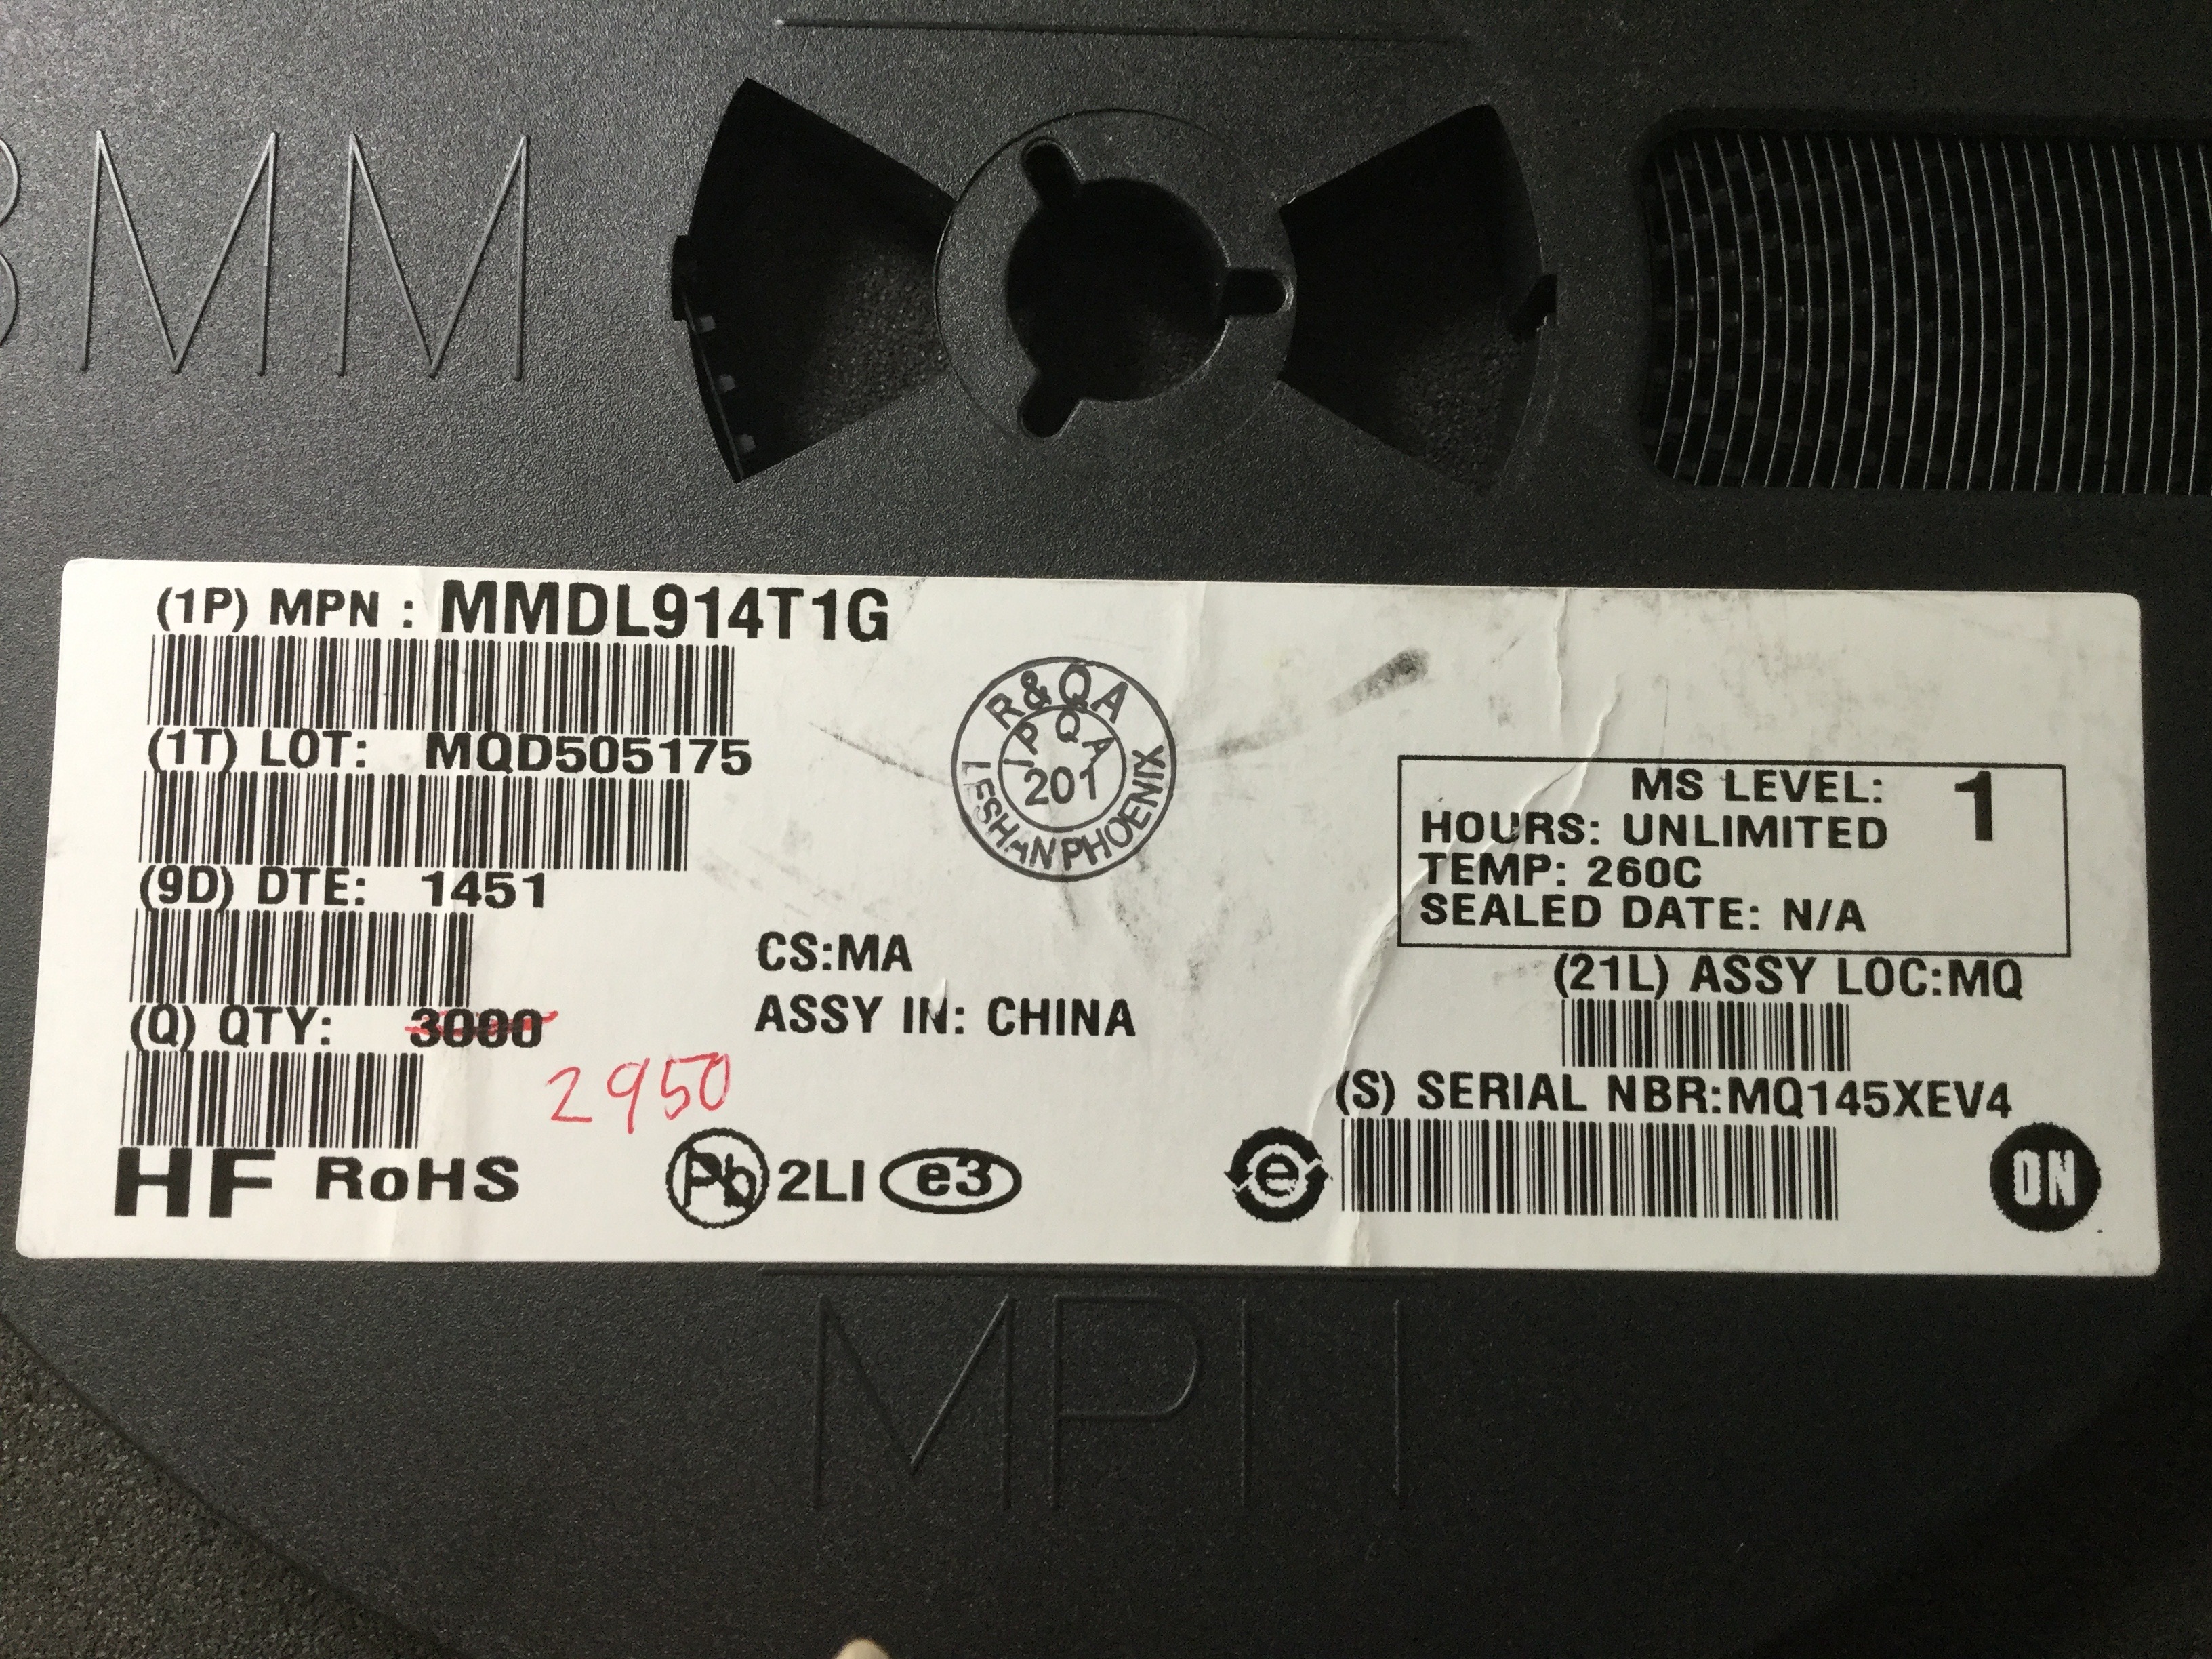 8MM
(1P) MPN : MMDL914T1G
(1T) LOT: MQD505175
(9D) DTE: 1451
(Q) QTY: 3000
2950
HF RoHS
Pb 2LI e3
R&QA
PQA
201
LESHAN PHOENIX
CS:MA
ASSY IN: CHINA
MS LEVEL: 1
HOURS: UNLIMITED
TEMP: 260C
SEALED DATE: N/A
(21L) ASSY LOC:MQ
(S) SERIAL NBR:MQ145XEV4
e
ON
MPN